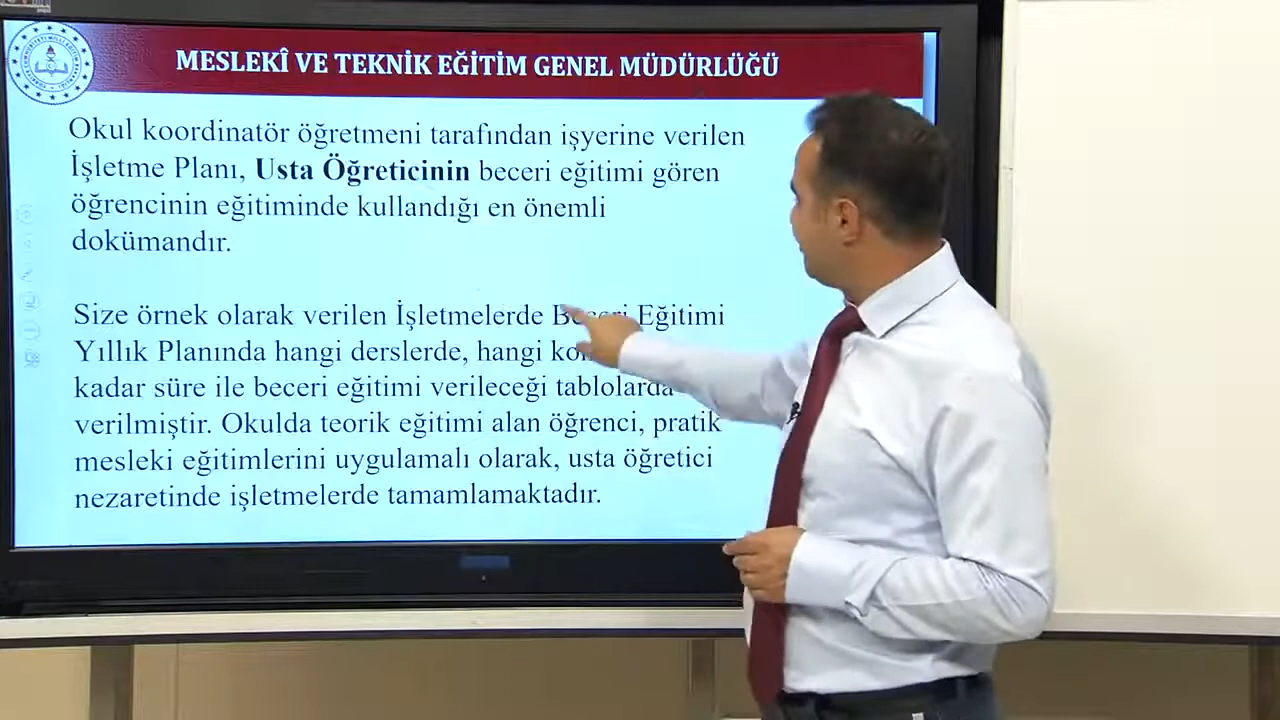 MESLEKÎ VE TEKNİK EĞİTİM GENEL MÜDÜRLÜĞÜ
Okul koordinatör öğretmeni tarafından işyerine verilen
İşletme Planı, Usta Öğreticinin beceri eğitimi gören
öğrencinin eğitiminde kullandığı en önemli
dokümandır.
Size örnek olarak verilen İşletmelerde Beceri Eğitimi
Yıllık Planında hangi derslerde, hangi
kadar süre ile beceri eğitimi verileceği tablolarda
verilmiştir. Okulda teorik eğitimi alan öğrenci, pratik
mesleki eğitimlerini uygulamalı olarak, usta öğretici
nezaretinde işletmelerde tamamlamaktadır.